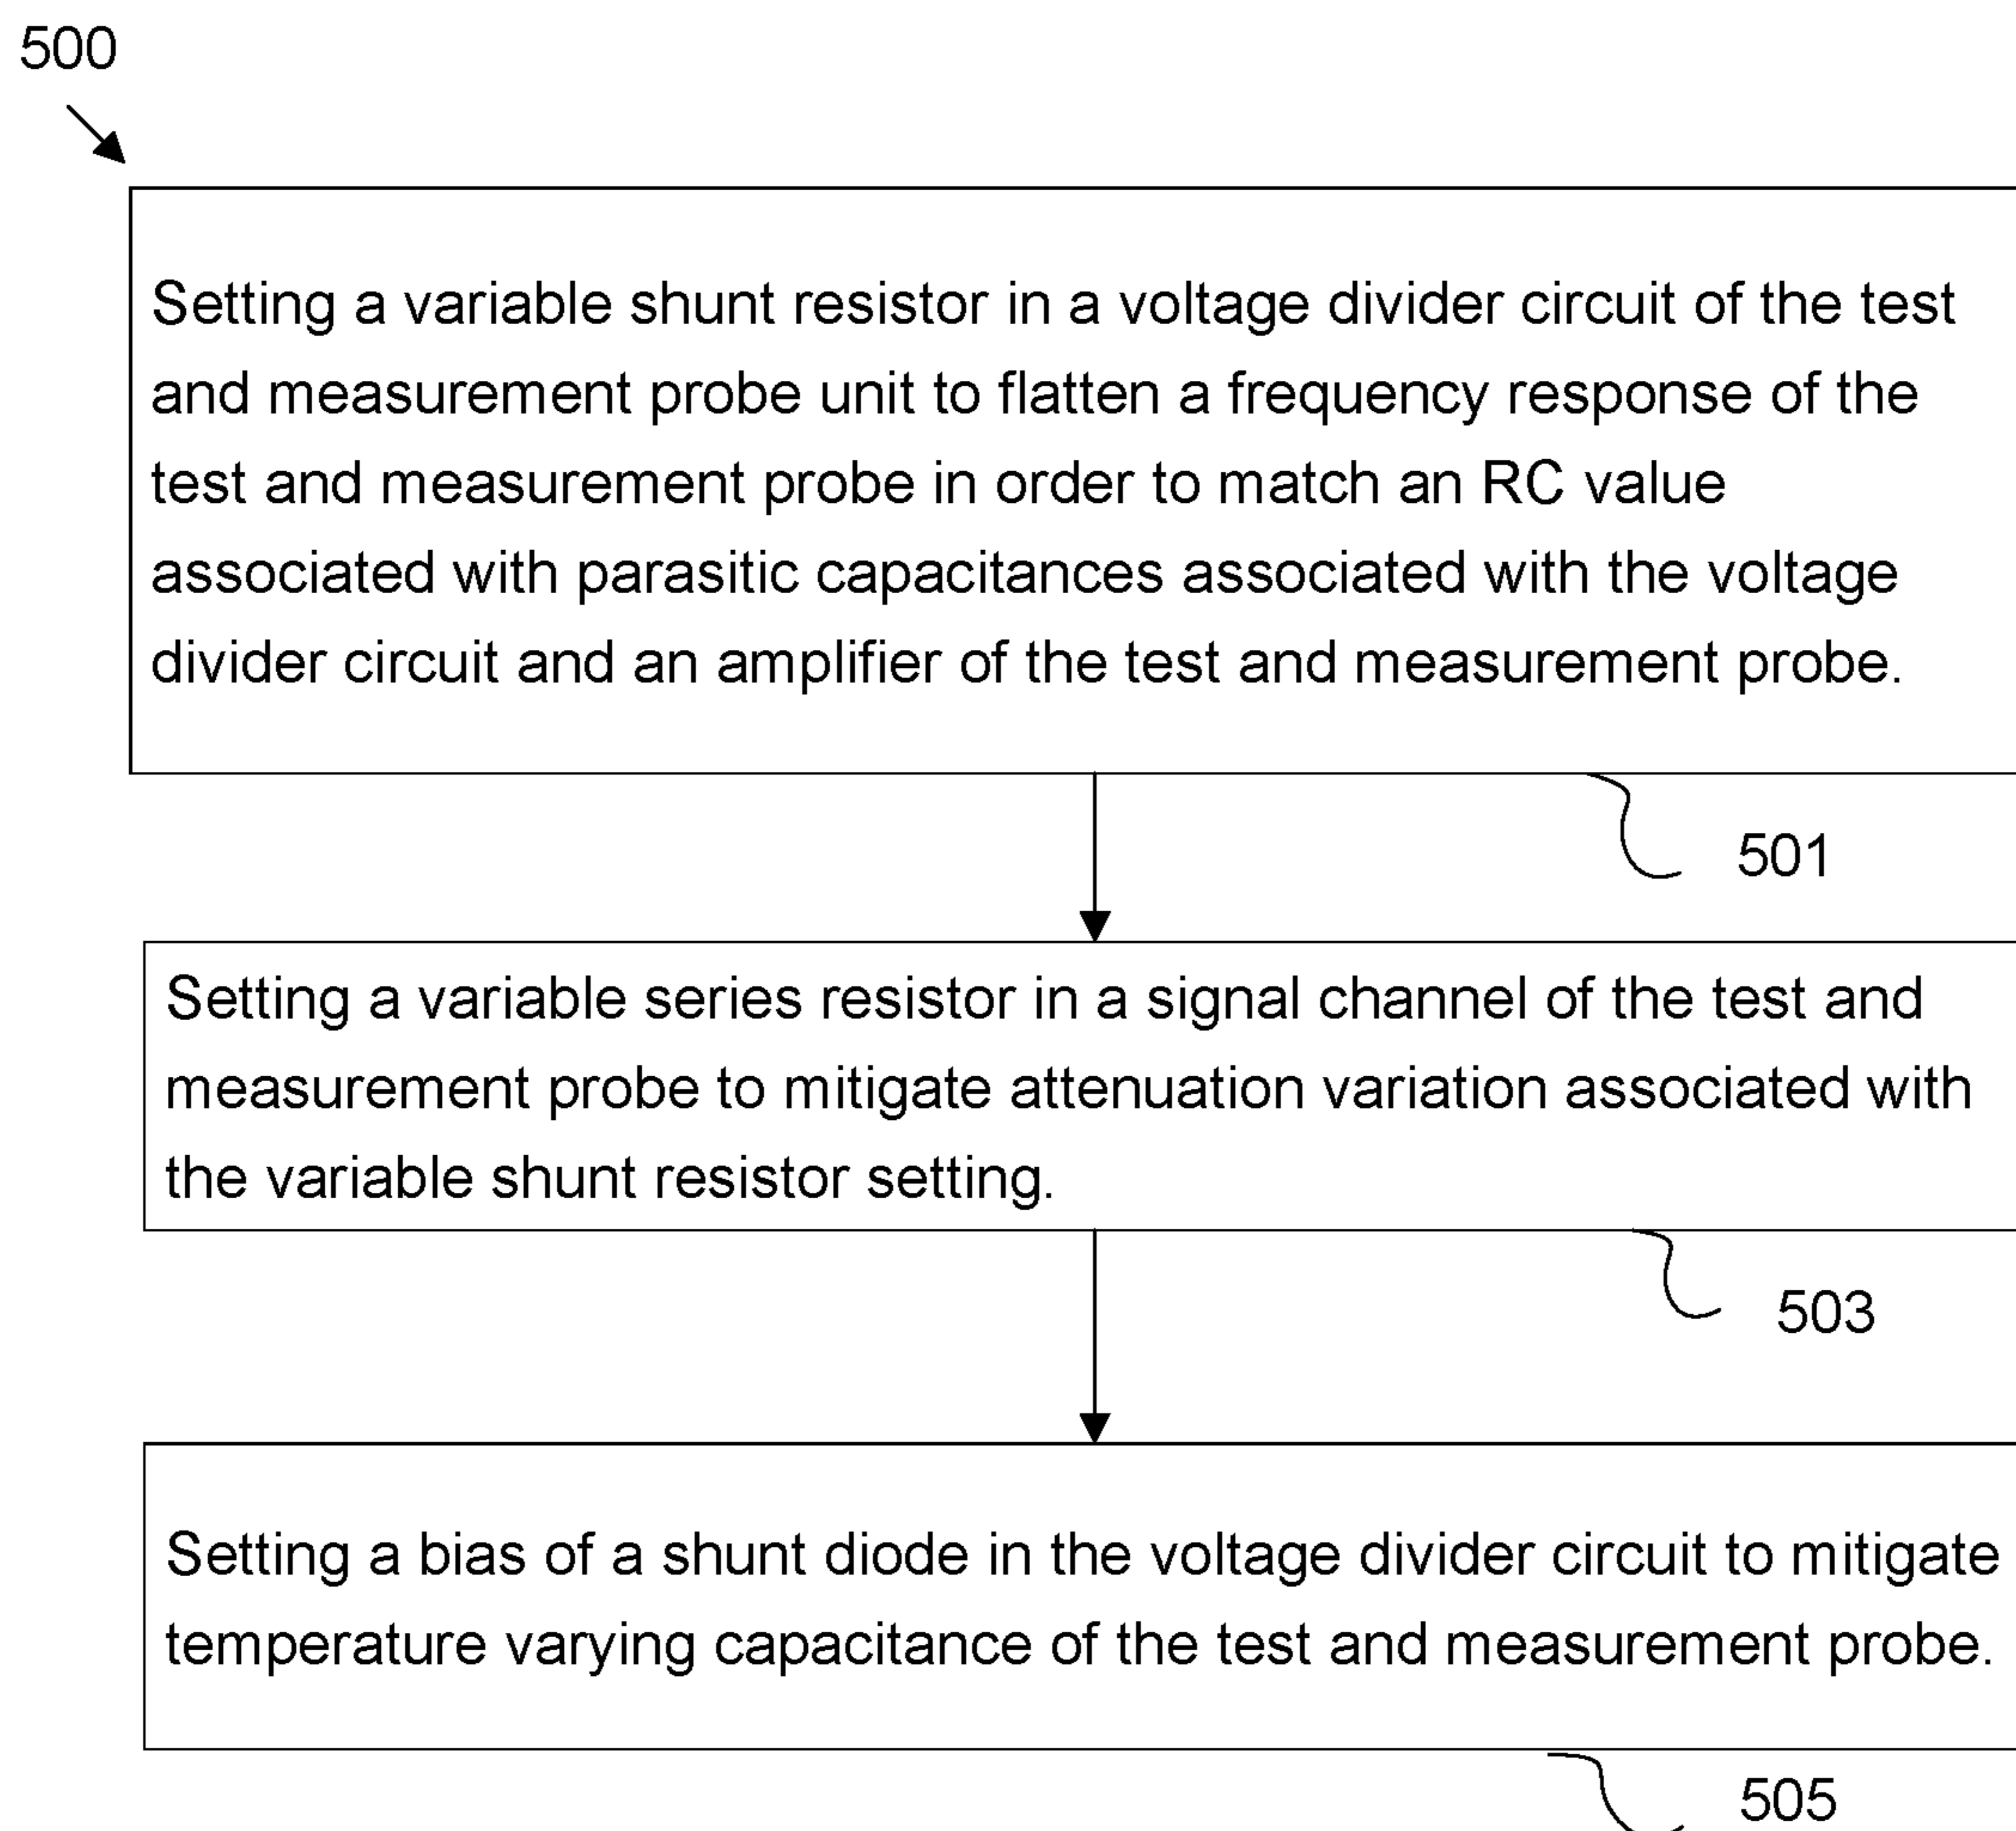 500
Setting a variable shunt resistor in a voltage divider circuit of the test
and measurement probe unit to flatten a frequency response of the
test and measurement probe in order to match an RC value
associated with parasitic capacitances associated with the voltage
divider circuit and an amplifier of the test and measurement probe.
501
Setting a variable series resistor in a signal channel of the test and
measurement probe to mitigate attenuation variation associated with
the variable shunt resistor setting.
503
Setting a bias of a shunt diode in the voltage divider circuit to mitigate
temperature varying capacitance of the test and measurement probe.
505